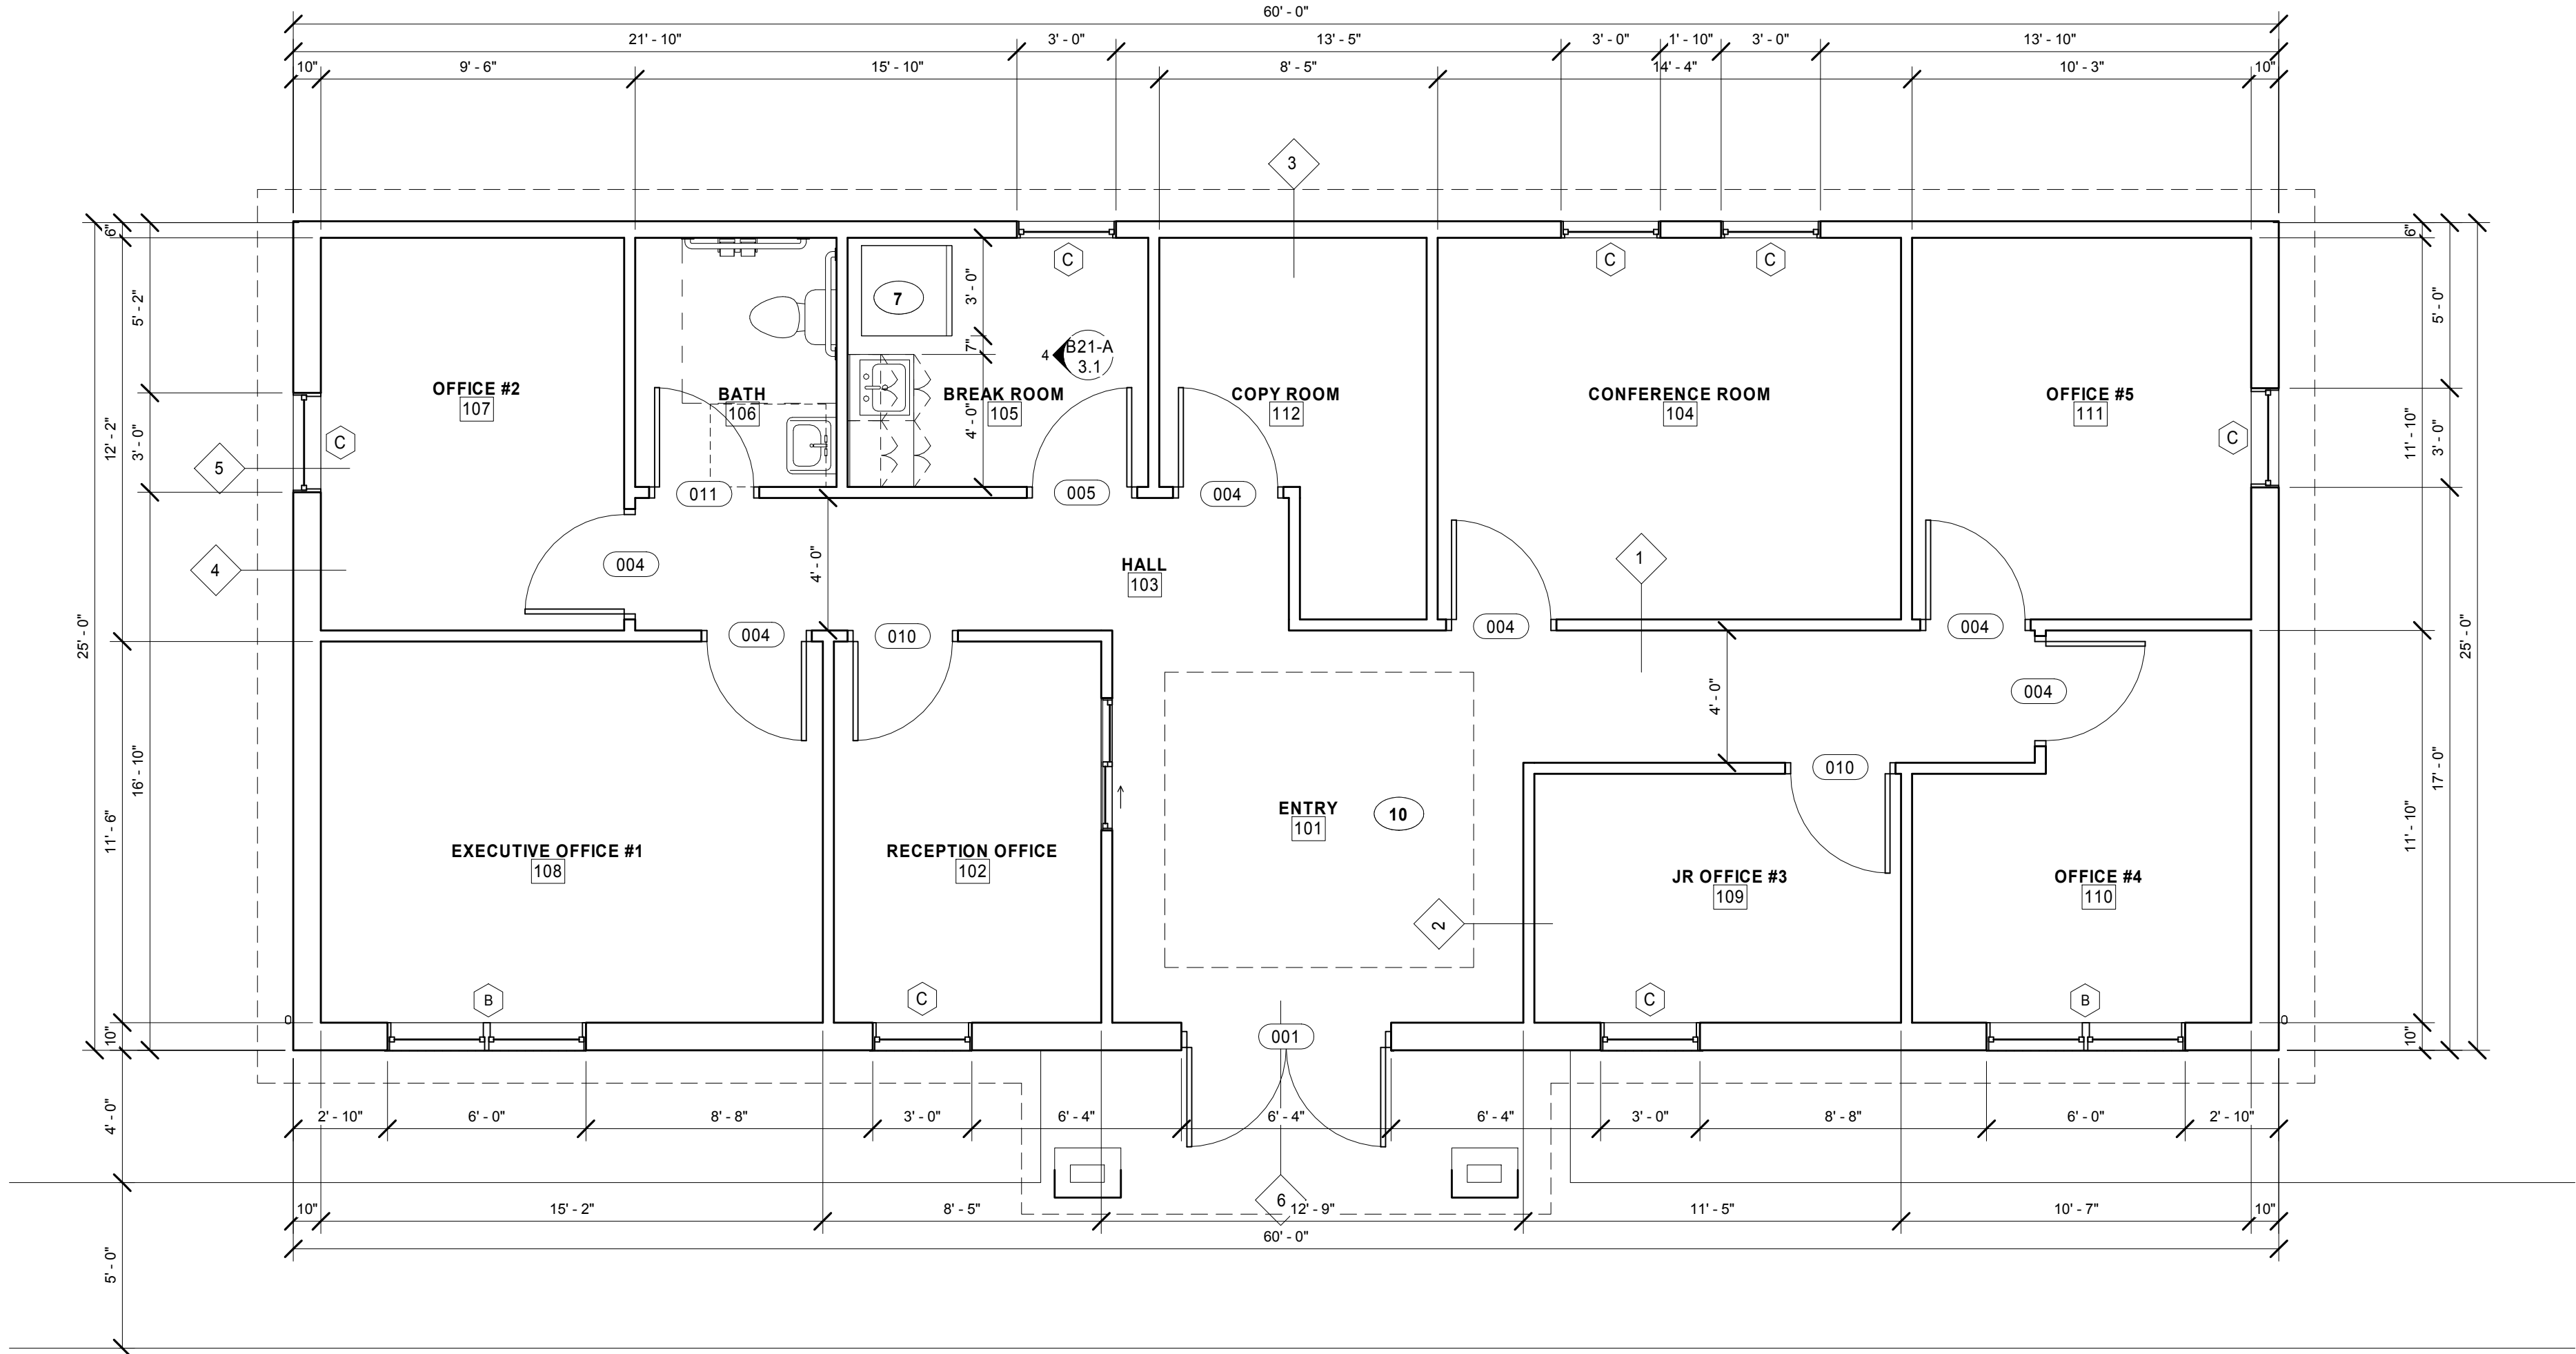 60' - 0"
21' - 10" 3' - 0" 13' - 5" 3' - 0" 1' - 10" 3' - 0" 13' - 10"
10" 9' - 6" 15' - 10" 8' - 5" 14' - 4" 10' - 3" 10"
3
6" 6"
C C C
5' - 2" 7 3' - 0" 5' - 0"
7" 4 B21-A
3.1
OFFICE #2
107
BATH
106
BREAK ROOM
105
COPY ROOM
112
CONFERENCE ROOM
104
OFFICE #5
111
4' - 0"
12' - 2" 3' - 0" C C 11' - 10" 3' - 0"
5
011 005 004
4 004 4' - 0"
HALL
103
1
25' - 0" 004 010 004 004 25' - 0"
16' - 10" 4' - 0" 004 17' - 0"
010
11' - 6" 11' - 10"
ENTRY
101
10
EXECUTIVE OFFICE #1
108
RECEPTION OFFICE
102
JR OFFICE #3
109
OFFICE #4
110
2
B C C B
0 0
10" 001 10"
4' - 0" 2' - 10" 6' - 0" 8' - 8" 3' - 0" 6' - 4" 6' - 4" 6' - 4" 3' - 0" 8' - 8" 6' - 0" 2' - 10"
6
10" 15' - 2" 8' - 5" 12' - 9" 11' - 5" 10' - 7" 10"
60' - 0"
5' - 0"